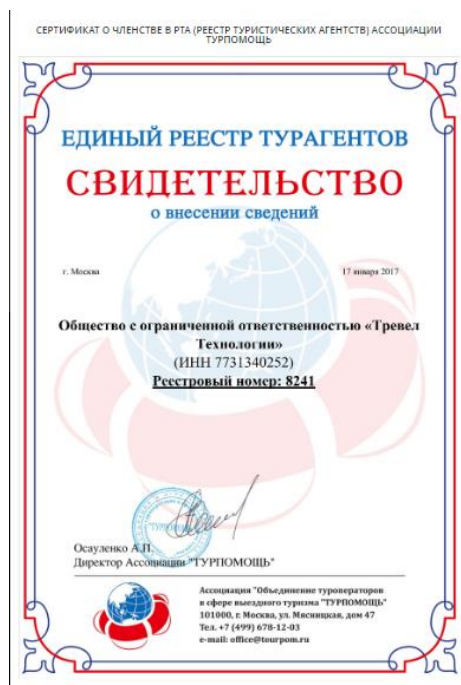 СЕРТИФИКАТ О ЧЛЕНСТВЕ В РТА (РЕЕСТР ТУРИСТИЧЕСКИХ АГЕНТСТВ) АССОЦИАЦИИ
ТУРПОМОЩЬ
ЕДИНЫЙ РЕЕСТР ТУРАГЕНТОВ
СВИДЕТЕЛЬСТВО
о внесении сведений
г. Москва
17 января 2017
Общество с ограниченной ответственностью «Тревел
Технологии»
(ИНН 7731340252)
Реестровый номер: 8241
Осауленко А.П.
Директор Ассоциации "ТУРПОМОЩЬ"
Ассоциация "Объединение туроператоров
в сфере выездного туризма "ТУРПОМОЩЬ"
101000, г. Москва, ул. Мясницкая, дом 47
Тел. +7 (499) 678-12-03
e-mail: office@tourpom.ru